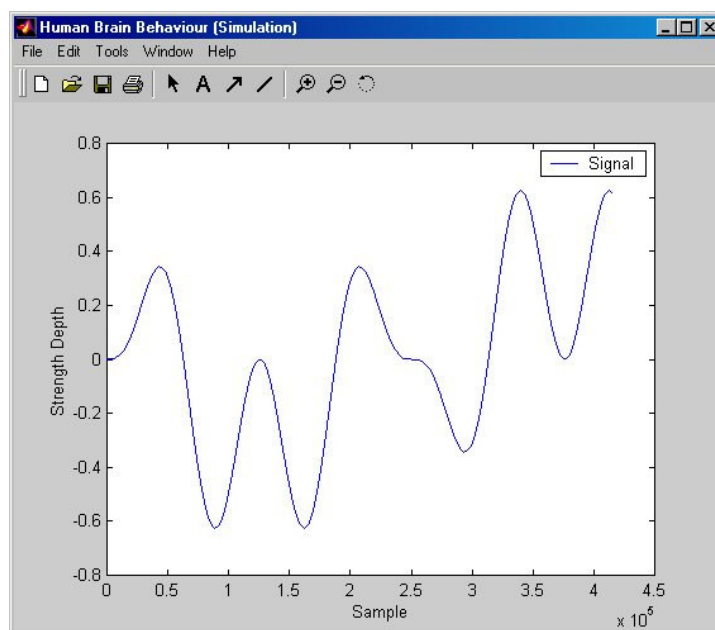 Human Brain Behaviour (Simulation)
File Edit Tools Window Help
A
Signal
0.8
0.6
0.4
0.2
0
-0.2
-0.4
-0.6
-0.8
Strength Depth
0 0.5 1 1.5 2 2.5 3 3.5 4 4.5
Sample
x 10^5